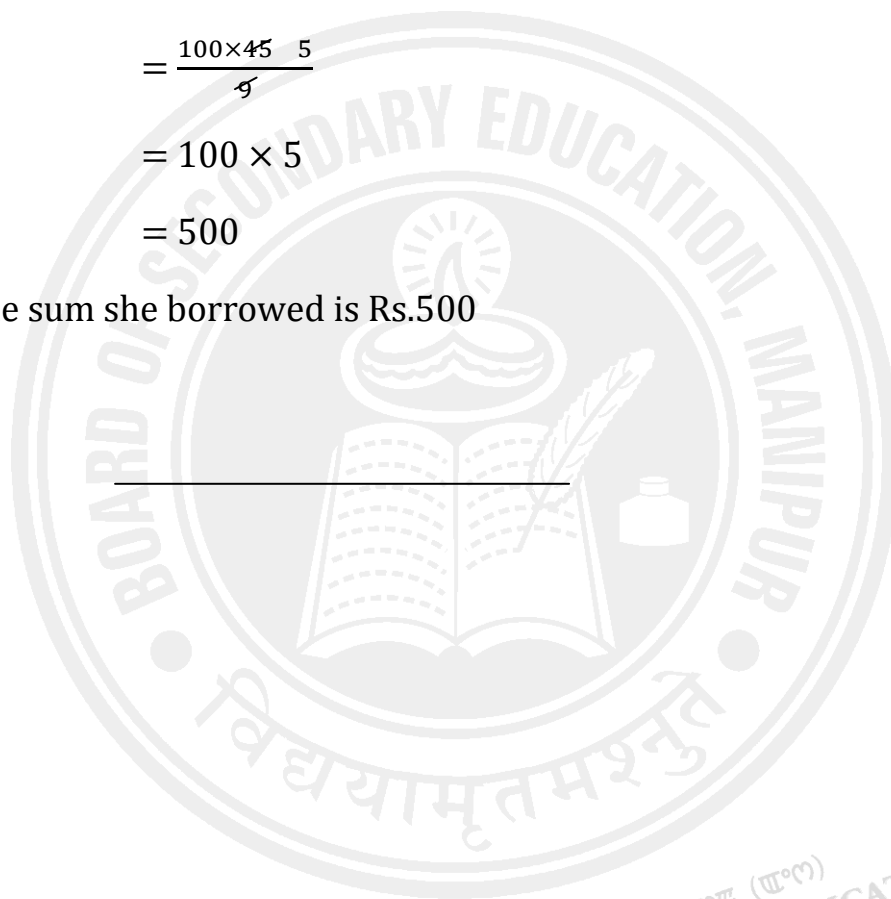 = 100×45 5 / 9
= 100 × 5
= 500
e sum she borrowed is Rs.500
BOARD OF SECONDARY EDUCATION, MANIPUR
विद्ययामृतमश्नुते